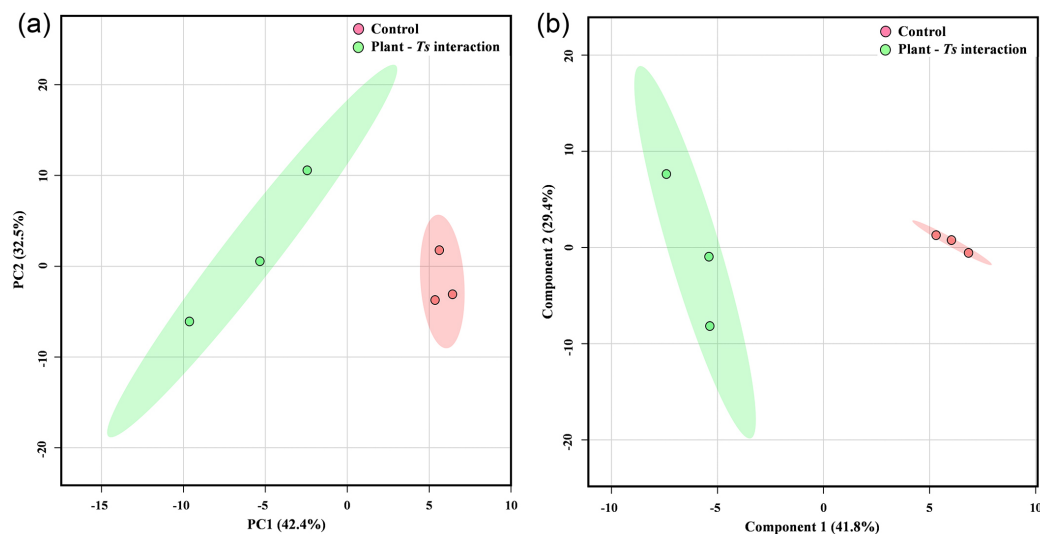 (a)
Control
Plant - Ts interaction
20
10
0
-10
-20
PC2 (32.5%)
-15
-10
-5
0
5
10
PC1 (42.4%)
(b)
Control
Plant - Ts interaction
20
10
0
-10
-20
Component 2 (29.4%)
-10
-5
0
5
10
Component 1 (41.8%)